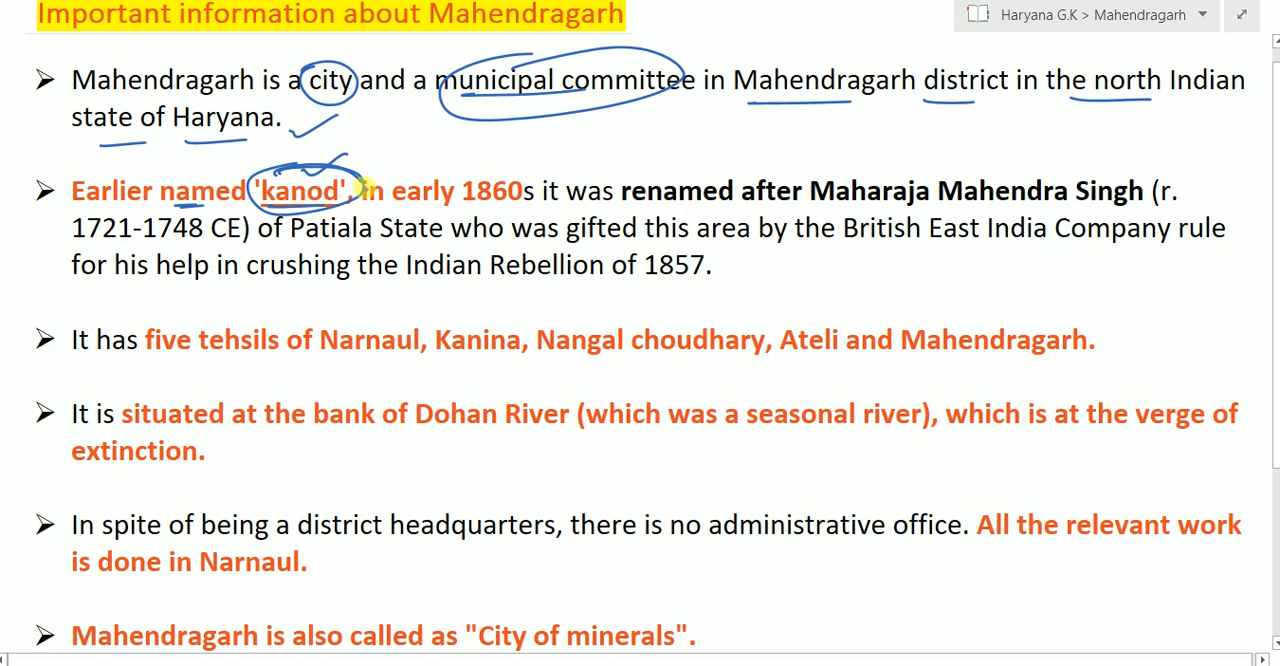 Important information about Mahendragarh
Haryana G.K > Mahendragarh
➤ Mahendragarh is a city and a municipal committee in Mahendragarh district in the north Indian
state of Haryana.
➤ Earlier named 'kanod', in early 1860s it was renamed after Maharaja Mahendra Singh (r.
1721-1748 CE) of Patiala State who was gifted this area by the British East India Company rule
for his help in crushing the Indian Rebellion of 1857.
➤ It has five tehsils of Narnaul, Kanina, Nangal choudhary, Ateli and Mahendragarh.
➤ It is situated at the bank of Dohan River (which was a seasonal river), which is at the verge of
extinction.
➤ In spite of being a district headquarters, there is no administrative office. All the relevant work
is done in Narnaul.
➤ Mahendragarh is also called as "City of minerals".